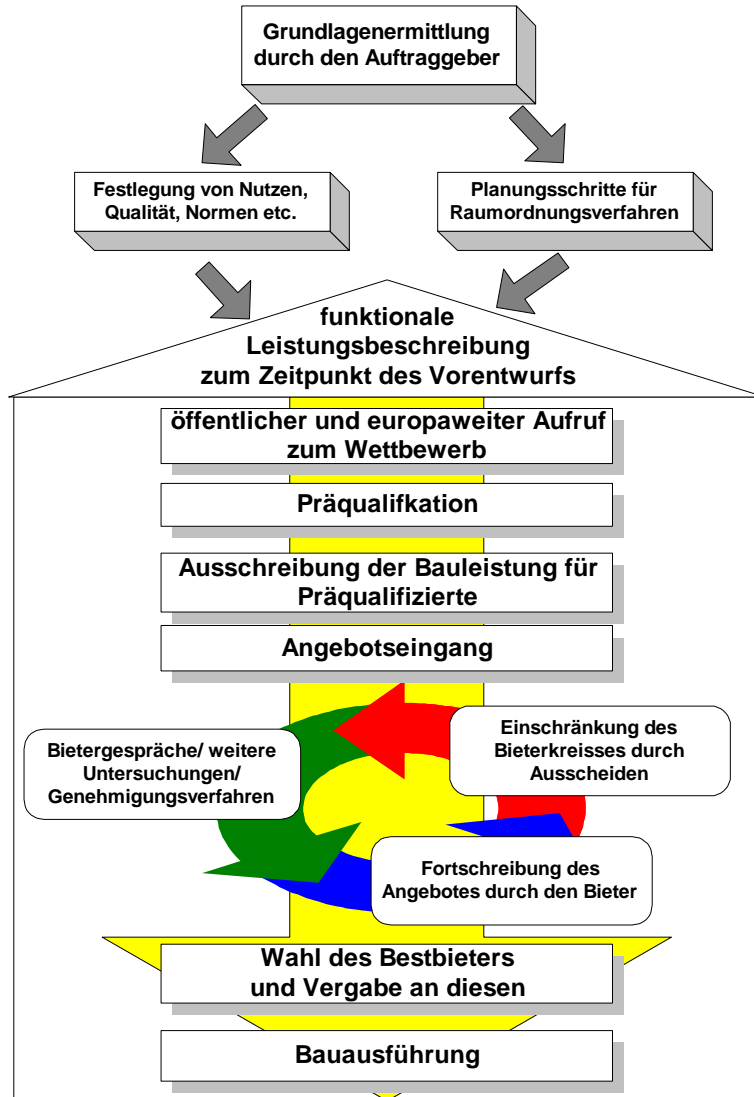 Grundlagenermittlung
durch den Auftraggeber
Festlegung von Nutzen,
Qualität, Normen etc.
Planungsschritte für
Raumordnungsverfahren
funktionale
Leistungsbeschreibung
zum Zeitpunkt des Vorentwurfs
öffentlicher und europaweiter Aufruf
zum Wettbewerb
Präqualifkation
Ausschreibung der Bauleistung für
Präqualifizierte
Angebotseingang
Bietergespräche/ weitere
Untersuchungen/
Genehmigungsverfahren
Einschränkung des
Bieterkreisses durch
Ausscheiden
Fortschreibung des
Angebotes durch den Bieter
Wahl des Bestbieters
und Vergabe an diesen
Bauausführung